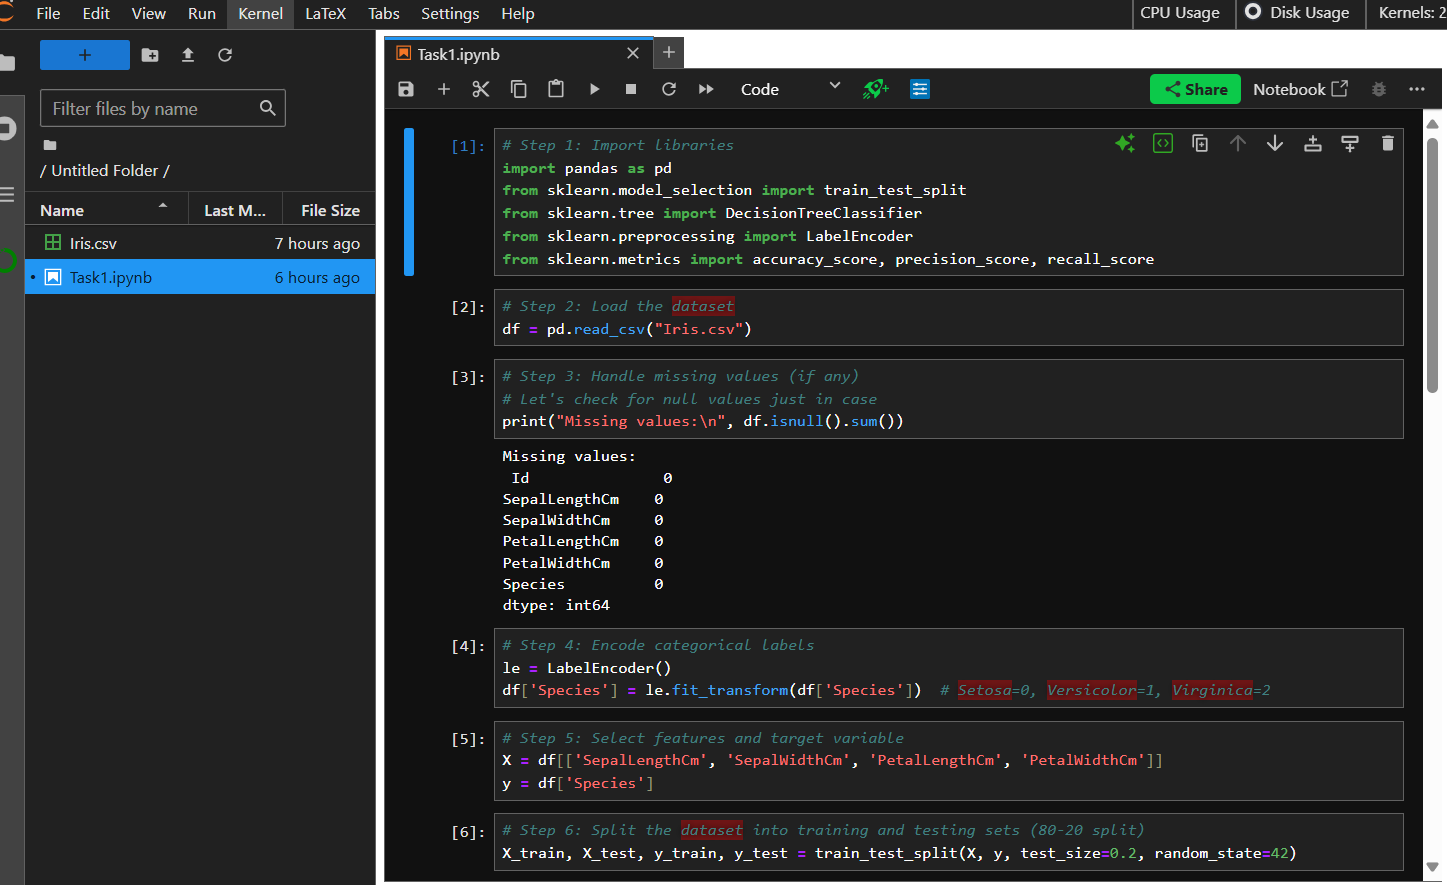 File Edit View Run Kernel LaTeX Tabs Settings Help
CPU Usage Disk Usage Kernels: 2
+
Filter files by name
/ Untitled Folder /
Name Last M... File Size
Iris.csv 7 hours ago
Task1.ipynb 6 hours ago
Task1.ipynb
Code Share Notebook
[1]: # Step 1: Import libraries
import pandas as pd
from sklearn.model_selection import train_test_split
from sklearn.tree import DecisionTreeClassifier
from sklearn.preprocessing import LabelEncoder
from sklearn.metrics import accuracy_score, precision_score, recall_score
[2]: # Step 2: Load the dataset
df = pd.read_csv("Iris.csv")
[3]: # Step 3: Handle missing values (if any)
# Let's check for null values just in case
print("Missing values:\n", df.isnull().sum())
Missing values:
Id 0
SepalLengthCm 0
SepalWidthCm 0
PetalLengthCm 0
PetalWidthCm 0
Species 0
dtype: int64
[4]: # Step 4: Encode categorical labels
le = LabelEncoder()
df['Species'] = le.fit_transform(df['Species']) # Setosa=0, Versicolor=1, Virginica=2
[5]: # Step 5: Select features and target variable
X = df[['SepalLengthCm', 'SepalWidthCm', 'PetalLengthCm', 'PetalWidthCm']]
y = df['Species']
[6]: # Step 6: Split the dataset into training and testing sets (80-20 split)
X_train, X_test, y_train, y_test = train_test_split(X, y, test_size=0.2, random_state=42)